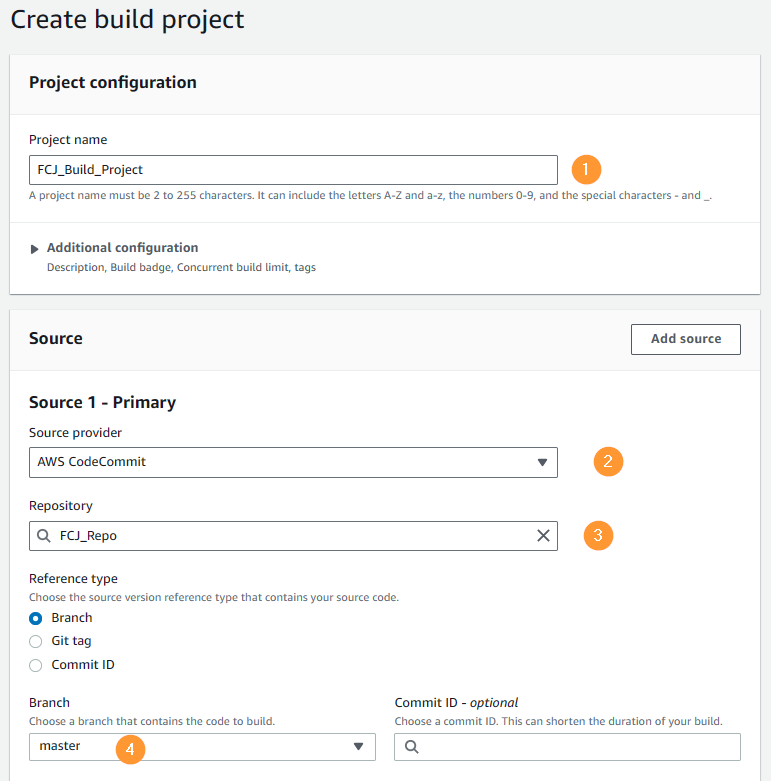 Create build project
Project configuration
Project name
FCJ_Build_Project
1
A project name must be 2 to 255 characters. It can include the letters A-Z and a-z, the numbers 0-9, and the special characters - and _.
Additional configuration
Description, Build badge, Concurrent build limit, tags
Source
Add source
Source 1 - Primary
Source provider
AWS CodeCommit
2
Repository
FCJ_Repo
3
Reference type
Choose the source version reference type that contains your source code.
Branch
Git tag
Commit ID
Branch
Choose a branch that contains the code to build.
master
4
Commit ID - optional
Choose a commit ID. This can shorten the duration of your build.